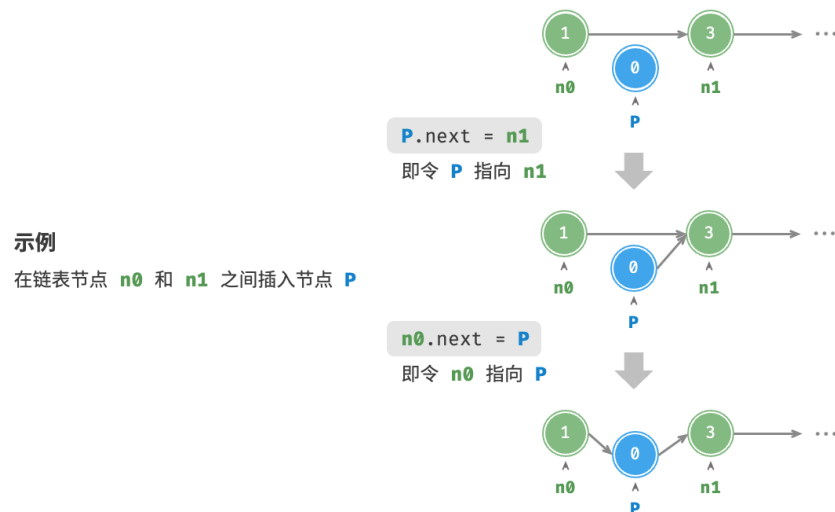 1 3 ...
0
n0 n1
P
P.next = n1
即令 P 指向 n1
1 3 ...
示例
0
在链表节点 n0 和 n1 之间插入节点 P
n0 n1
P
n0.next = P
即令 n0 指向 P
1 3 ...
0
n0 n1
P